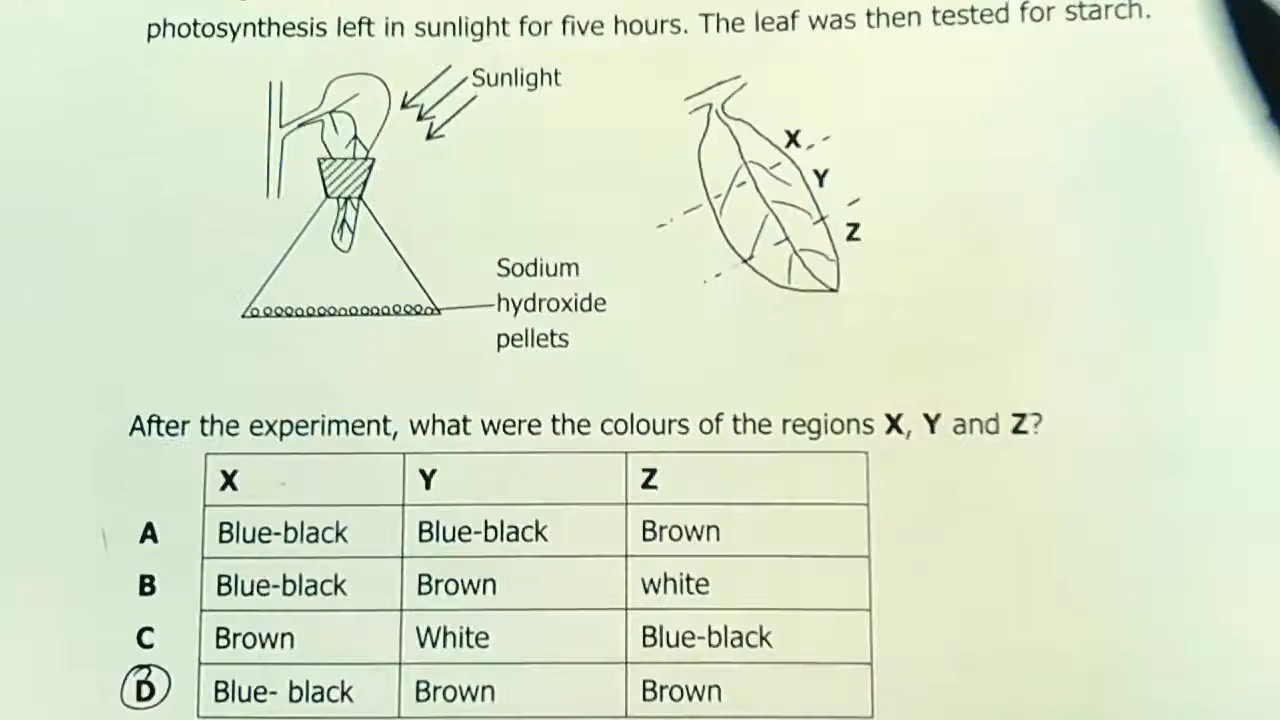 photosynthesis left in sunlight for five hours. The leaf was then tested for starch.
Sunlight
X
Y
Z
Sodium
hydroxide
pellets
After the experiment, what were the colours of the regions X, Y and Z?
X Y Z
A Blue-black Blue-black Brown
B Blue-black Brown white
C Brown White Blue-black
D Blue- black Brown Brown